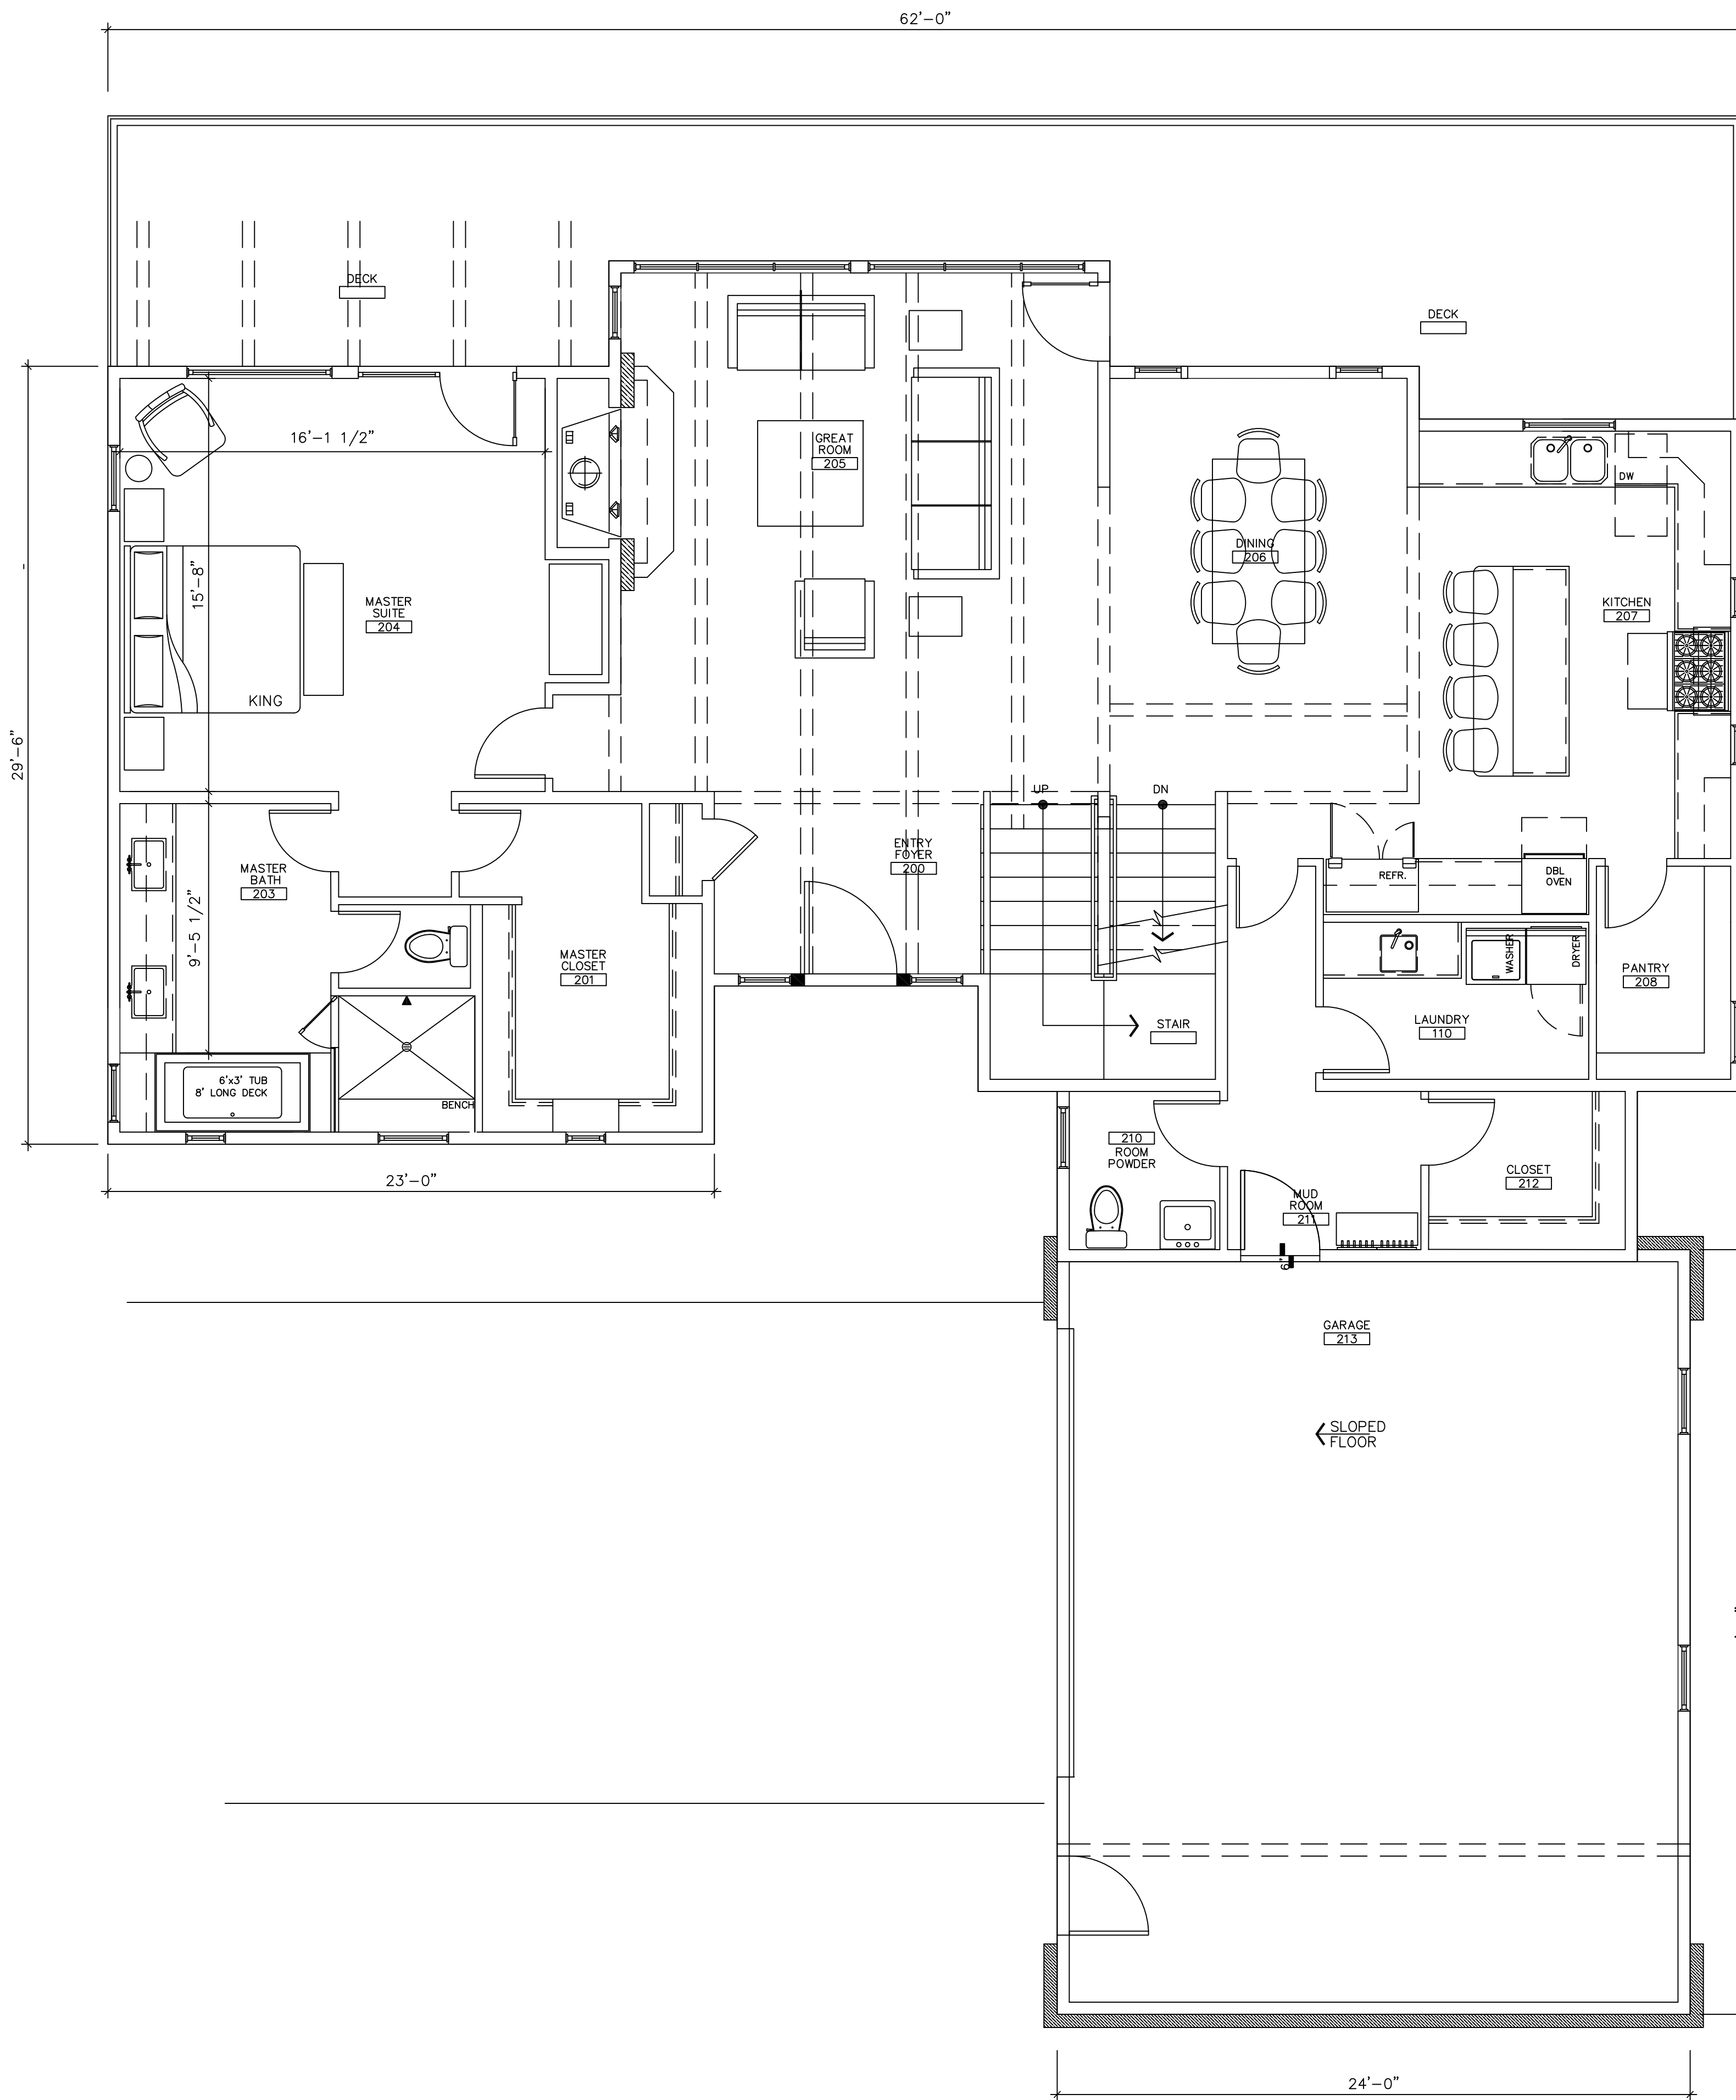 62'-0"
DECK
DECK
16'-1 1/2"
GREAT
ROOM
205
DW
DINING
206
15'-8"
MASTER
SUITE
204
KITCHEN
207
KING
29'-6"
UP
DN
ENTRY
FOYER
200
MASTER
BATH
203
REFR.
DBL
OVEN
9'-5 1/2"
MASTER
CLOSET
201
WASHER
DRYER
PANTRY
208
STAIR
LAUNDRY
110
6'x3' TUB
8' LONG DECK
BENCH
210
ROOM
POWDER
CLOSET
212
23'-0"
MUD
ROOM
211
6"
GARAGE
213
SLOPED
FLOOR
24'-0"